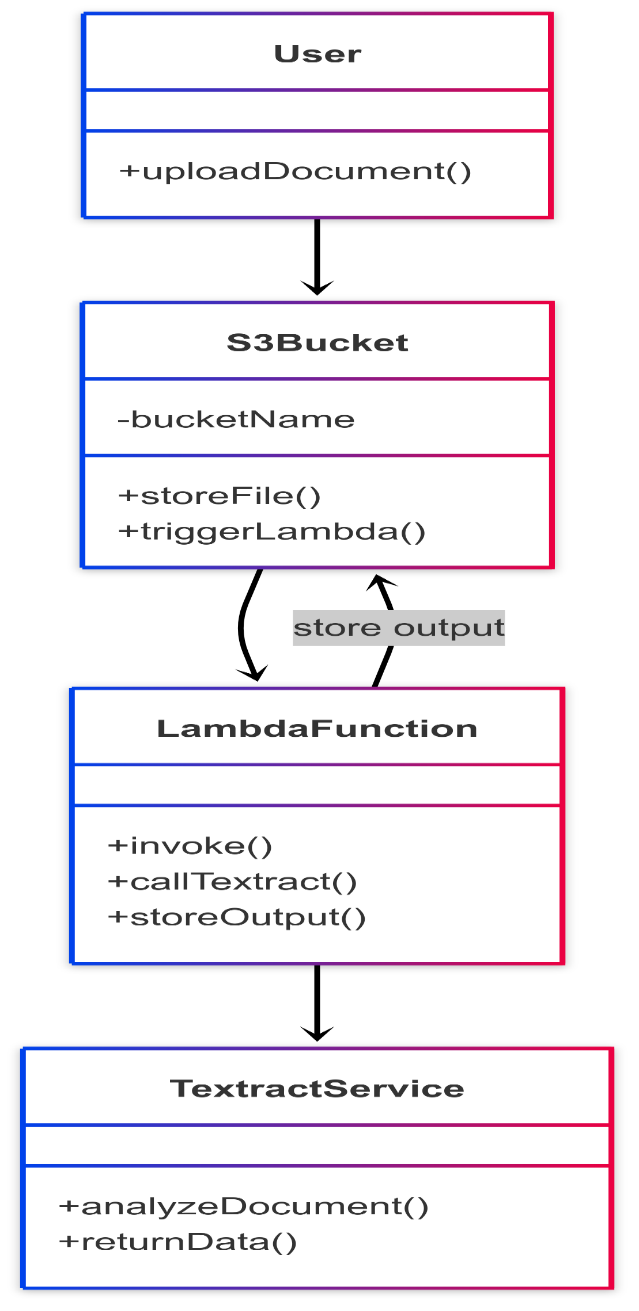 User
+uploadDocument()
S3Bucket
-bucketName
+storeFile()
+triggerLambda()
store output
LambdaFunction
+invoke()
+callTextract()
+storeOutput()
TextractService
+analyzeDocument()
+returnData()